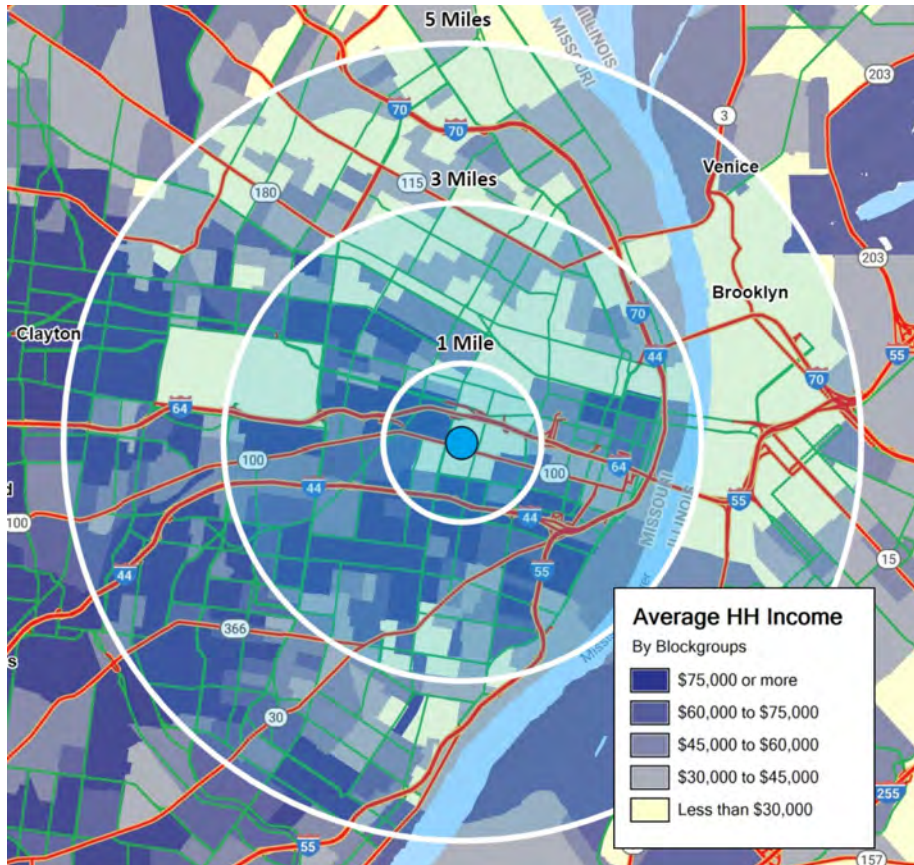 5 Miles
ILLINOIS
MISSOURI
203
70
70
3
Venice
115
180
3 Miles
203
Brooklyn
70
Clayton
1 Mile
44
55
70
64
100
100
64
44
44
MISSOURI
ILLINOIS
55
100
55
15
44
366
30
55
255
157
Average HH Income
By Blockgroups
$75,000 or more
$60,000 to $75,000
$45,000 to $60,000
$30,000 to $45,000
Less than $30,000